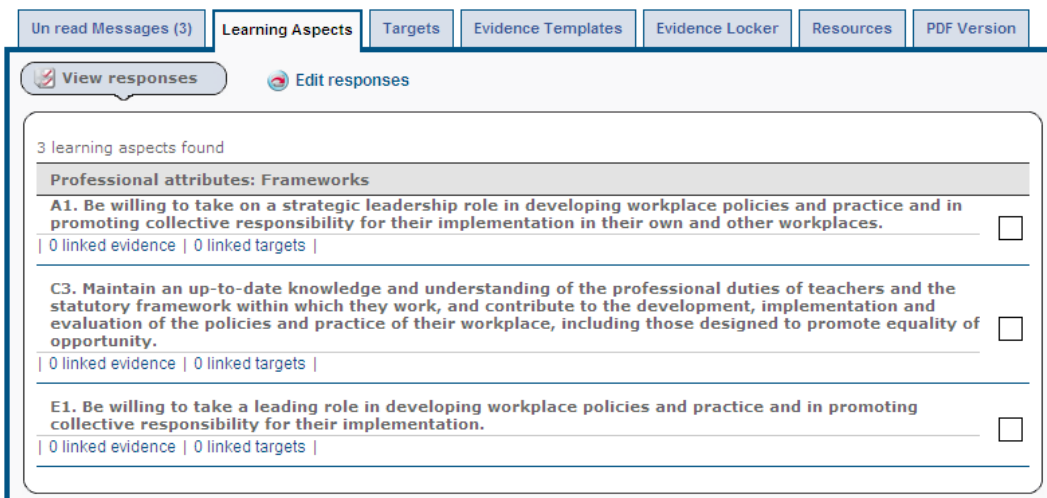 Un read Messages (3) Learning Aspects Targets Evidence Templates Evidence Locker Resources PDF Version
View responses Edit responses
3 learning aspects found
Professional attributes: Frameworks
A1. Be willing to take on a strategic leadership role in developing workplace policies and practice and in
promoting collective responsibility for their implementation in their own and other workplaces.
| 0 linked evidence | 0 linked targets |
C3. Maintain an up-to-date knowledge and understanding of the professional duties of teachers and the
statutory framework within which they work, and contribute to the development, implementation and
evaluation of the policies and practice of their workplace, including those designed to promote equality of
opportunity.
| 0 linked evidence | 0 linked targets |
E1. Be willing to take a leading role in developing workplace policies and practice and in promoting
collective responsibility for their implementation.
| 0 linked evidence | 0 linked targets |